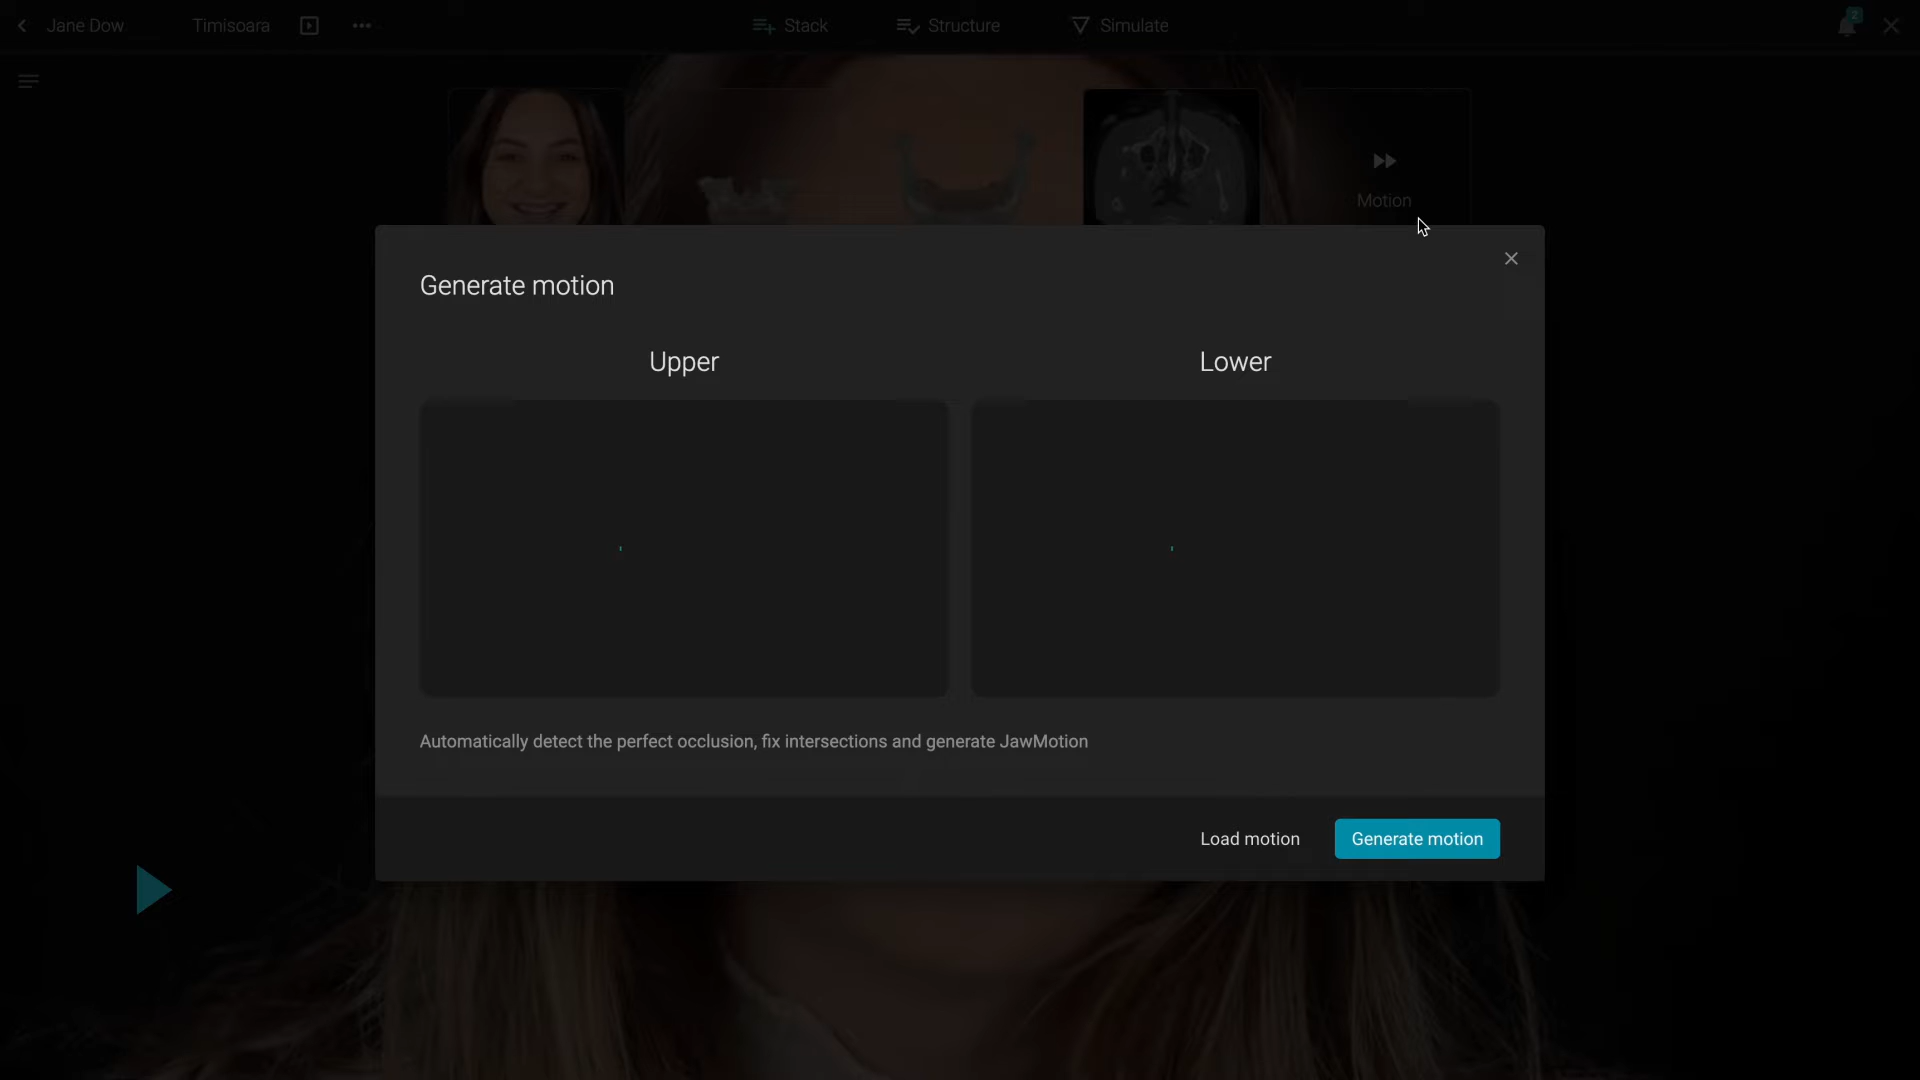 Jane Dow
Timisoara
Stack
Structure
Simulate
2
Motion
Generate motion
Upper
Lower
Automatically detect the perfect occlusion, fix intersections and generate JawMotion
Load motion
Generate motion